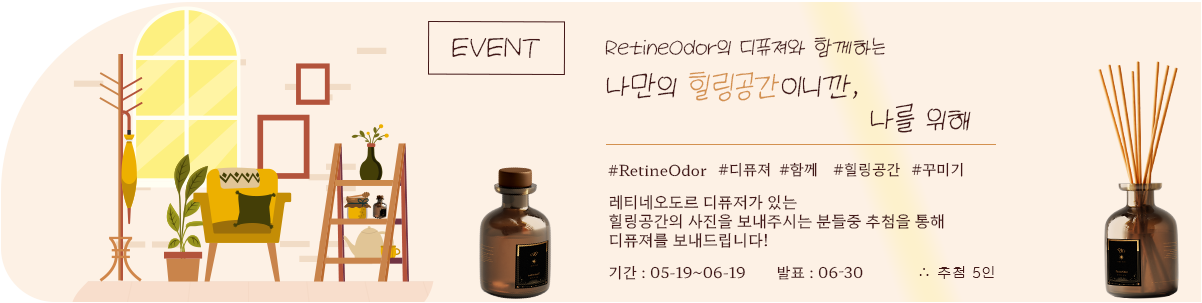 EVENT
RetineOdor의 디퓨져와 함께하는
나만의 힐링공간이니깐,
나를 위해
#RetineOdor #디퓨져 #함께 #힐링공간 #꾸미기
레티네오도르 디퓨저가 있는
힐링공간의 사진을 보내주시는 분들중 추첨을 통해
디퓨져를 보내드립니다!
기간 : 05-19~06-19 발표 : 06-30 ∴ 추첨 5인